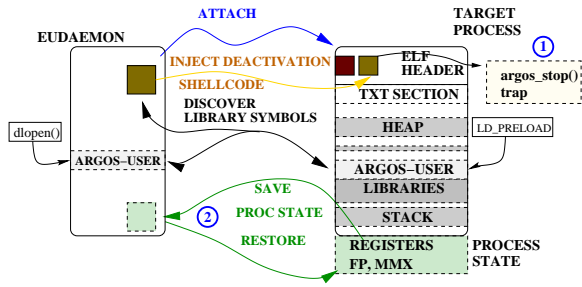 ATTACH
TARGET
PROCESS
EUDAEMON
1
INJECT DEACTIVATION
SHELLCODE
ELF
HEADER
argos_stop()
trap
TXT SECTION
DISCOVER
LIBRARY SYMBOLS
HEAP
dlopen()
LD_PRELOAD
ARGOS–USER
ARGOS–USER
LIBRARIES
SAVE
2
PROC STATE
STACK
RESTORE
REGISTERS
FP, MMX
PROCESS
STATE